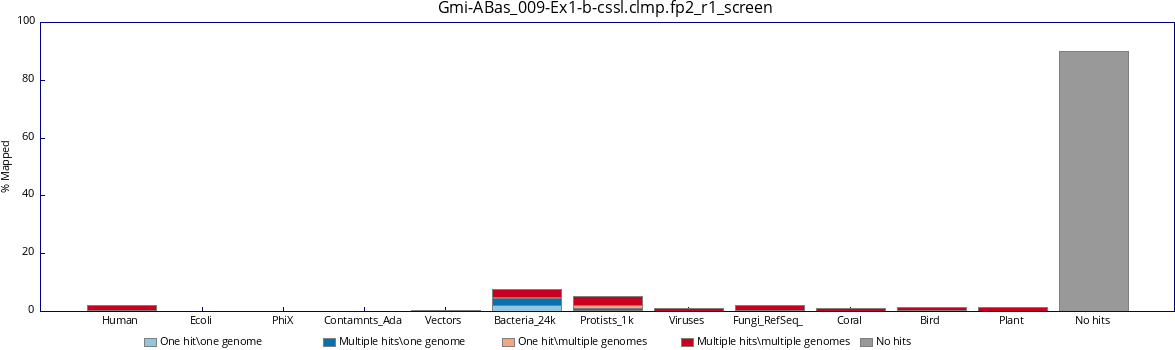 Gmi-ABas_009-Ex1-b-cssl.clmp.fp2_r1_screen
100
80
60
40
20
0
% Mapped
Human Ecoli PhiX Contamnts_Ada Vectors Bacteria_24k Protists_1k Viruses Fungi_RefSeq_ Coral Bird Plant No hits
One hit\one genome Multiple hits\one genome One hit\multiple genomes Multiple hits\multiple genomes No hits